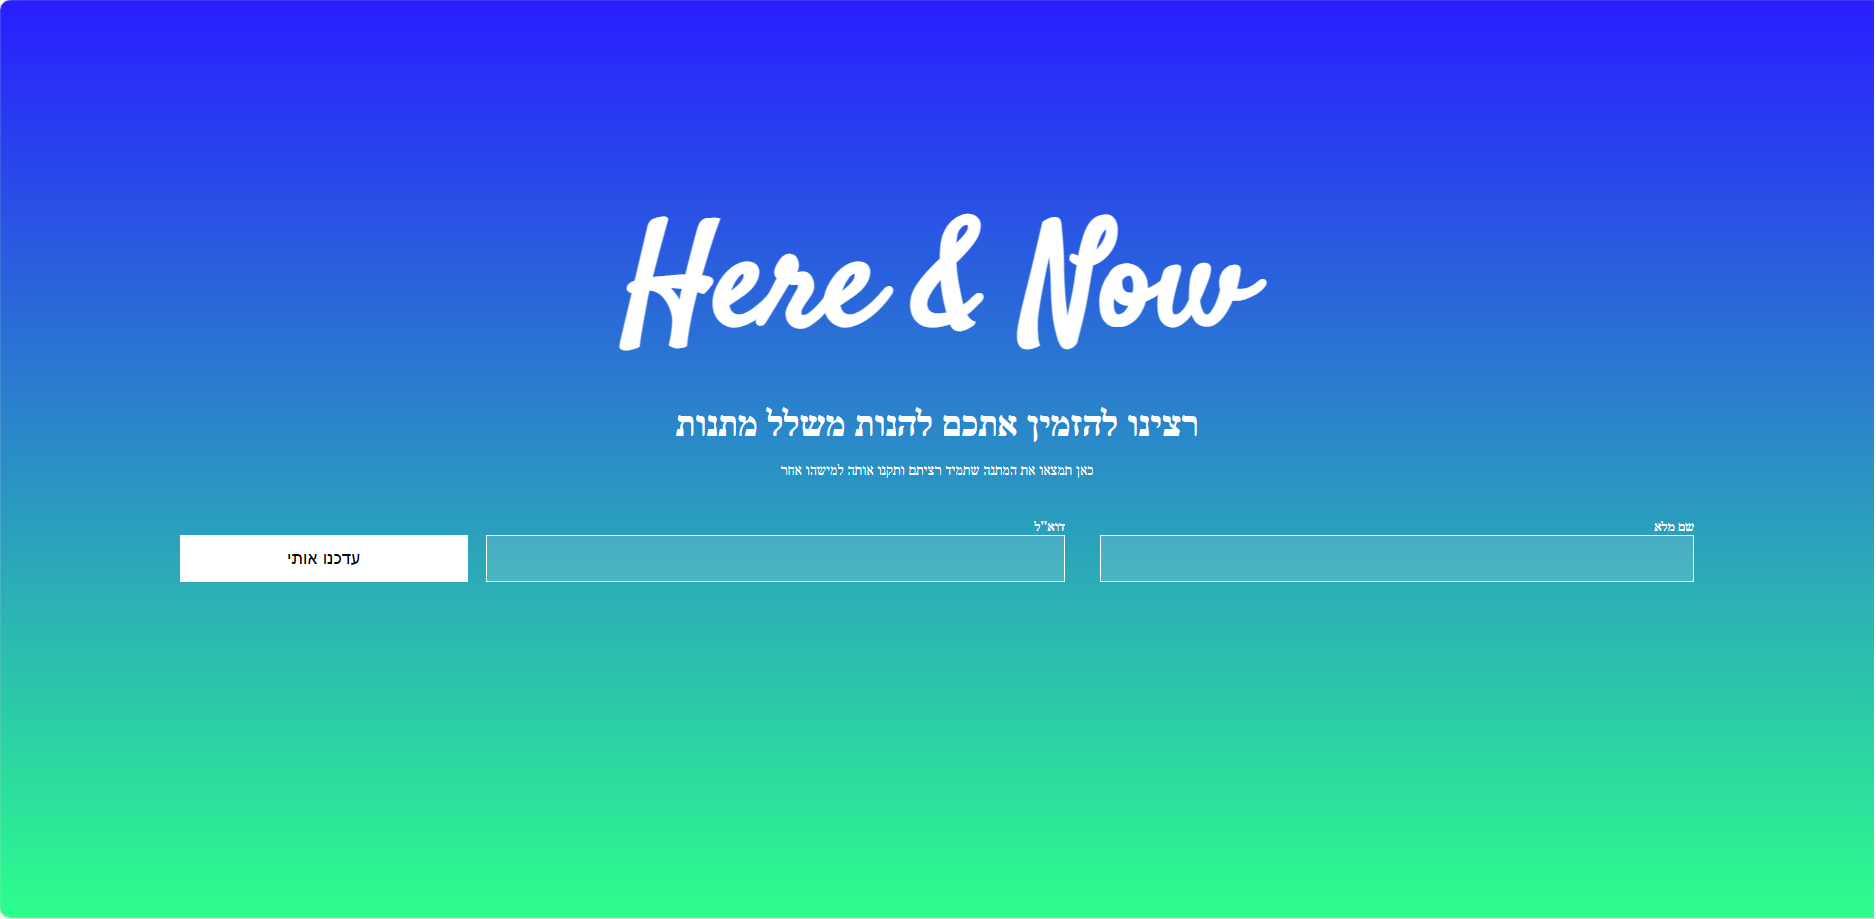 Here & Now
רצינו להזמין אתכם להנות משלל מתנות
כאן תמצאו את המתנה שתמיד רציתם ותקנו אותה למישהו אחר
שם מלא
דוא"ל
עדכנו אותי